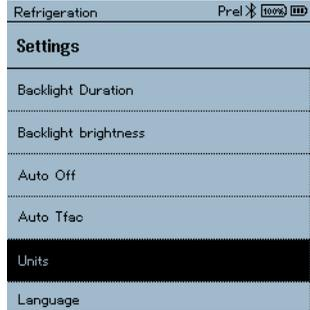 Refrigeration Prel 100%
Settings
Backlight Duration
Backlight brightness
Auto Off
Auto Tfac
Units
Language